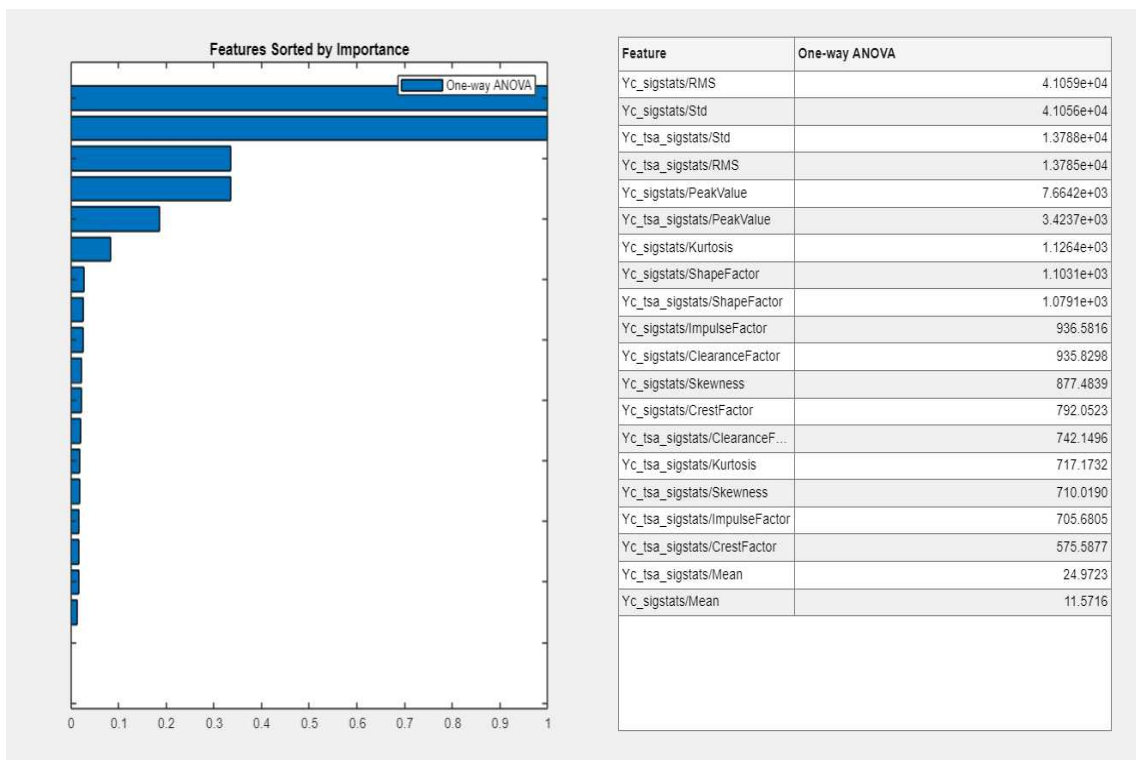 Features Sorted by Importance
One-way ANOVA
0 0.1 0.2 0.3 0.4 0.5 0.6 0.7 0.8 0.9 1
Feature One-way ANOVA
Yc_sigstats/RMS 4.1059e+04
Yc_sigstats/Std 4.1056e+04
Yc_tsa_sigstats/Std 1.3788e+04
Yc_tsa_sigstats/RMS 1.3785e+04
Yc_sigstats/PeakValue 7.6642e+03
Yc_tsa_sigstats/PeakValue 3.4237e+03
Yc_sigstats/Kurtosis 1.1264e+03
Yc_sigstats/ShapeFactor 1.1031e+03
Yc_tsa_sigstats/ShapeFactor 1.0791e+03
Yc_sigstats/ImpulseFactor 936.5816
Yc_sigstats/ClearanceFactor 935.8298
Yc_sigstats/Skewness 877.4839
Yc_sigstats/CrestFactor 792.0523
Yc_tsa_sigstats/ClearanceF... 742.1496
Yc_tsa_sigstats/Kurtosis 717.1732
Yc_tsa_sigstats/Skewness 710.0190
Yc_tsa_sigstats/ImpulseFactor 705.6805
Yc_tsa_sigstats/CrestFactor 575.5877
Yc_tsa_sigstats/Mean 24.9723
Yc_sigstats/Mean 11.5716